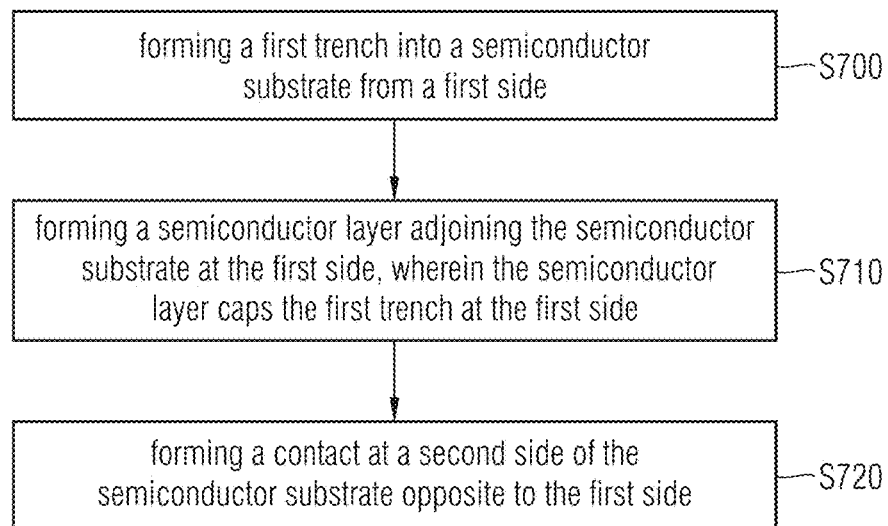 forming a first trench into a semiconductor
substrate from a first side
S700
forming a semiconductor layer adjoining the semiconductor
substrate at the first side, wherein the semiconductor
layer caps the first trench at the first side
S710
forming a contact at a second side of the
semiconductor substrate opposite to the first side
S720